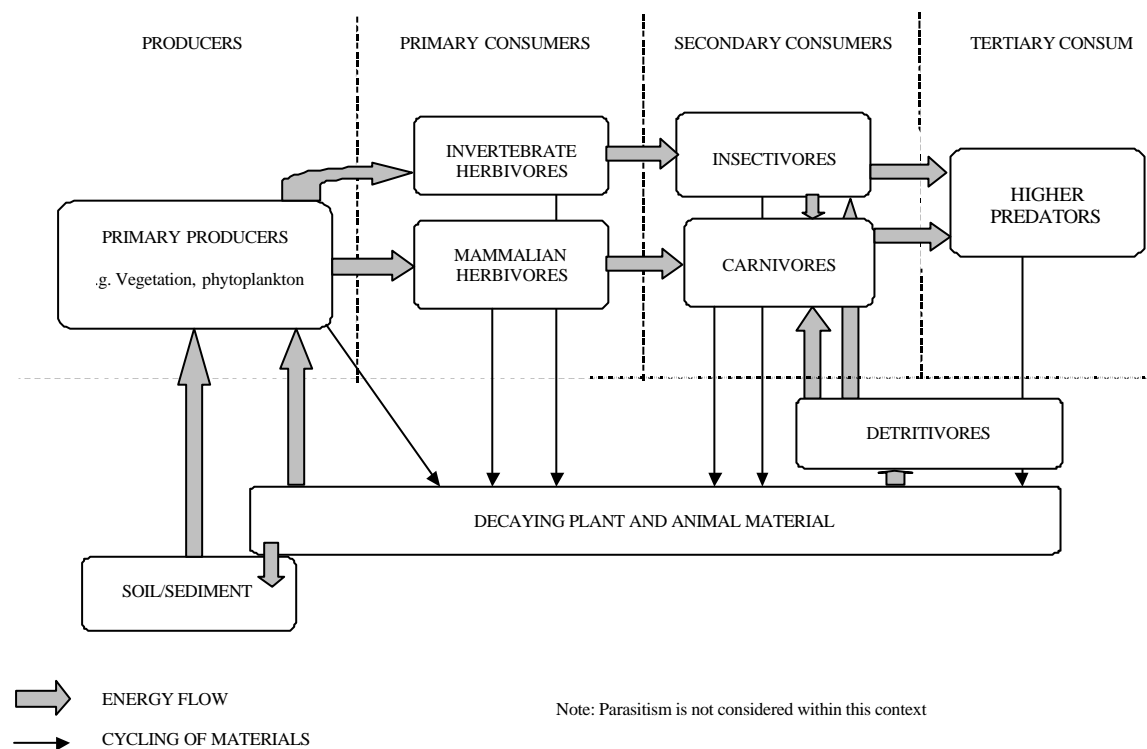 PRODUCERS
PRIMARY CONSUMERS
SECONDARY CONSUMERS
TERTIARY CONSUM
INVERTEBRATE
HERBIVORES
INSECTIVORES
HIGHER
PREDATORS
PRIMARY PRODUCERS
.g. Vegetation, phytoplankton
MAMMALIAN
HERBIVORES
CARNIVORES
DETRITIVORES
DECAYING PLANT AND ANIMAL MATERIAL
SOIL/SEDIMENT
ENERGY FLOW
Note: Parasitism is not considered within this context
CYCLING OF MATERIALS